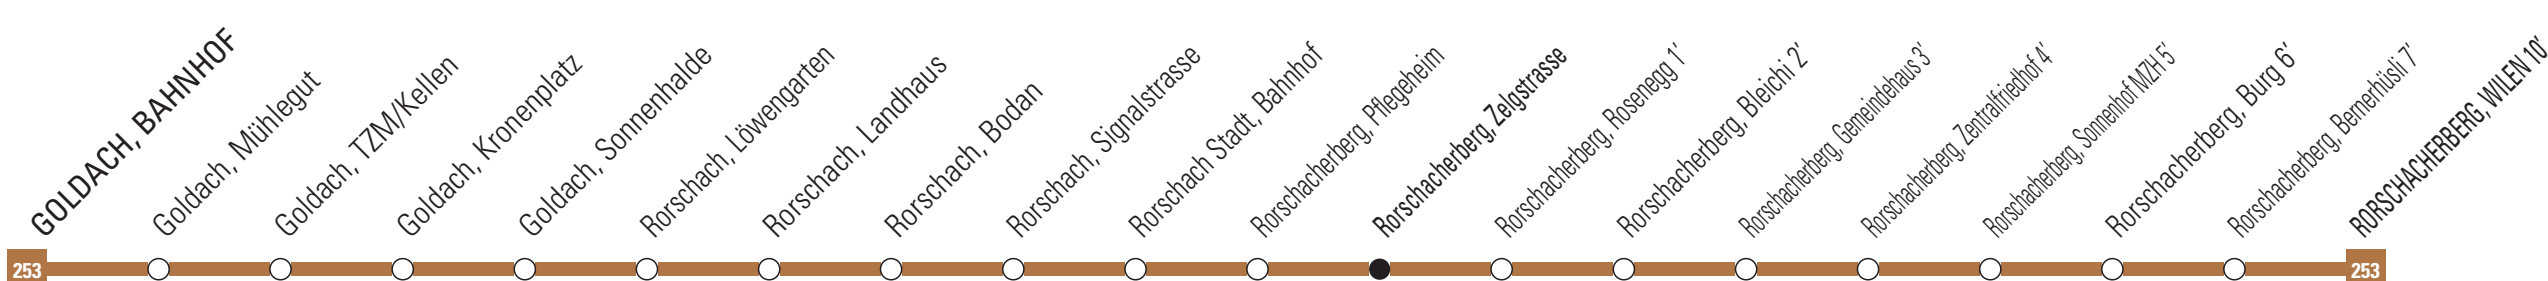 GOLDACH, BAHNHOF
Goldach, Mühlegut
Goldach, TZM/Kellen
Goldach, Kronenplatz
Goldach, Sonnenhalde
Rorschach, Löwengarten
Rorschach, Landhaus
Rorschach, Bodan
Rorschach, Signalstrasse
Rorschach Stadt, Bahnhof
Rorschacherberg, Pflegeheim
Rorschacherberg, Zelgstrasse
Rorschacherberg, Rosenegg 1'
Rorschacherberg, Bleichi 2'
Rorschacherberg, Gemeindehaus 3'
Rorschacherberg, Zentralfriedhof 4'
Rorschacherberg, Sonnenhof MZH 5'
Rorschacherberg, Burg 6'
Rorschacherberg, Bernerhüsli 7'
RORSCHACHERBERG, WILEN 10'
253
253